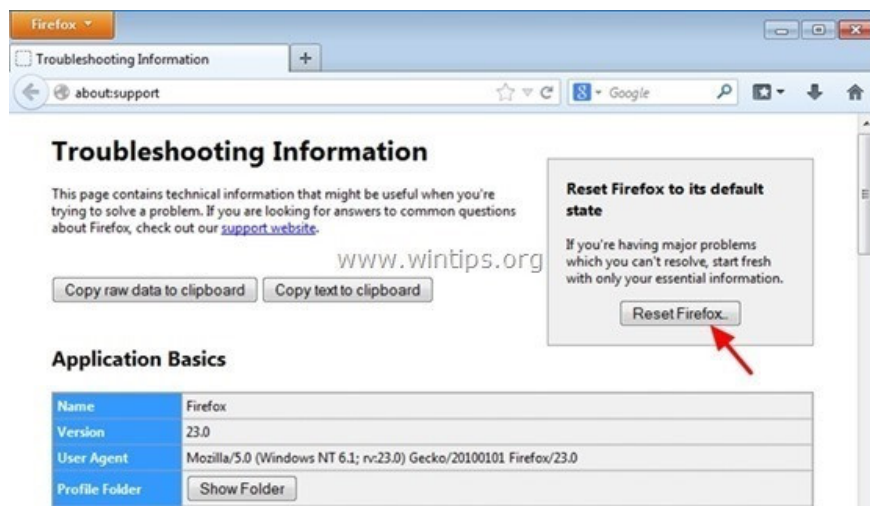 Firefox
Troubleshooting Information
+
about:support
8
Google
Troubleshooting Information
This page contains technical information that might be useful when you're
trying to solve a problem. If you are looking for answers to common questions
about Firefox, check out our support website.
Copy raw data to clipboard
Copy text to clipboard
Reset Firefox to its default
state
If you're having major problems
which you can't resolve, start fresh
with only your essential information.
Reset Firefox..
www.wintips.org
Application Basics
Name Firefox
Version 23.0
User Agent Mozilla/5.0 (Windows NT 6.1; rv:23.0) Gecko/20100101 Firefox/23.0
Profile Folder Show Folder